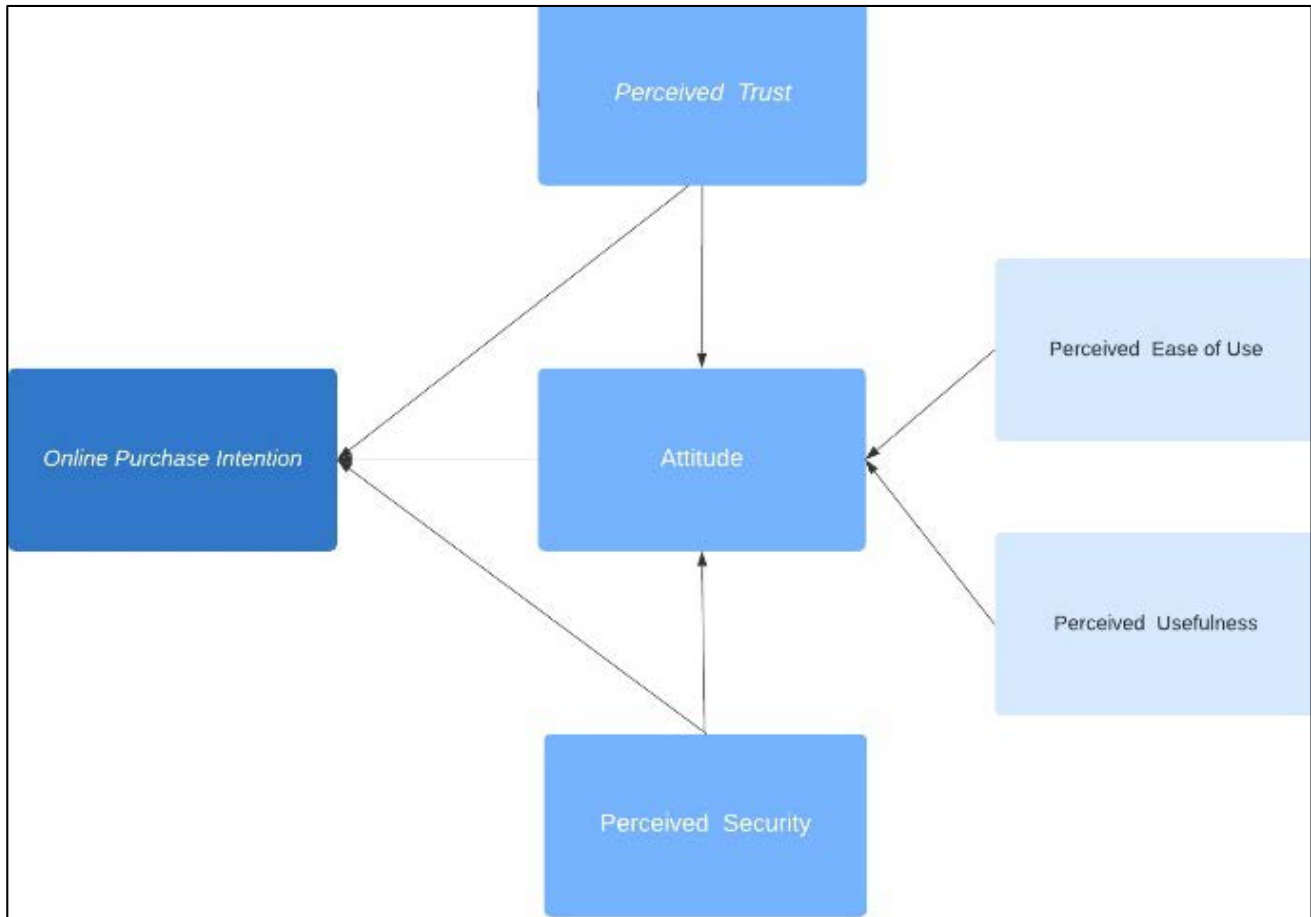 Perceived Trust
Perceived Ease of Use
Online Purchase Intention
Attitude
Perceived Usefulness
Perceived Security